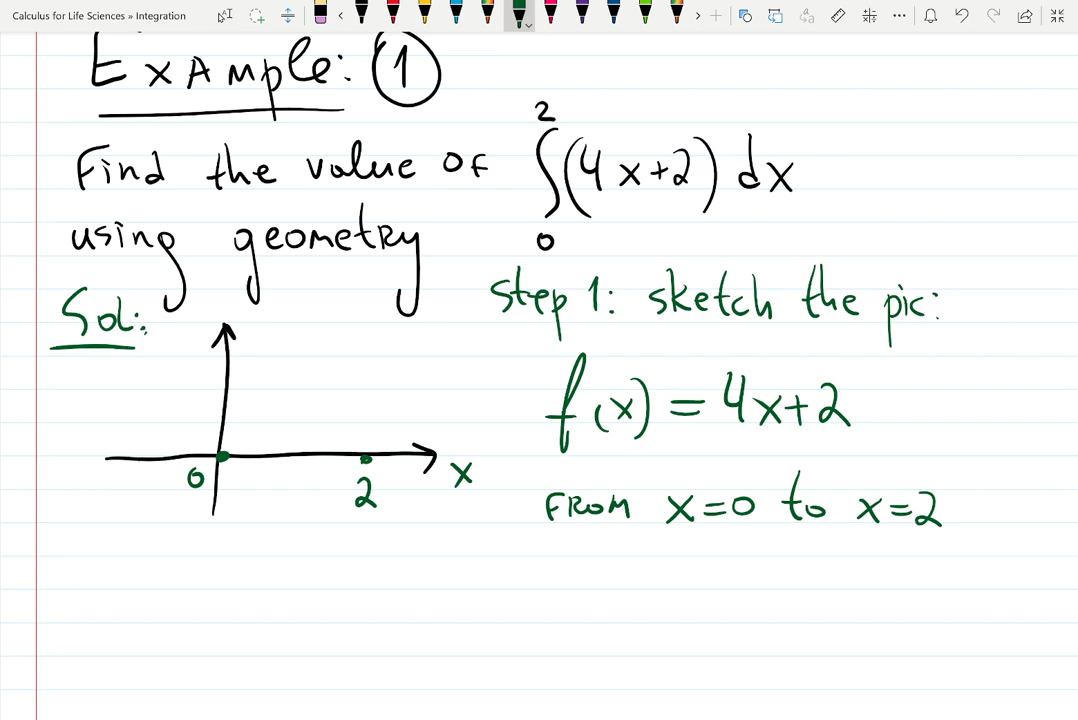 Calculus for Life Sciences » Integration
Example: ①
Find the value of ∫₀² (4x+2) dx
using geometry
Sol:
step 1: sketch the pic:
f(x) = 4x+2
0 2 x
from x=0 to x=2